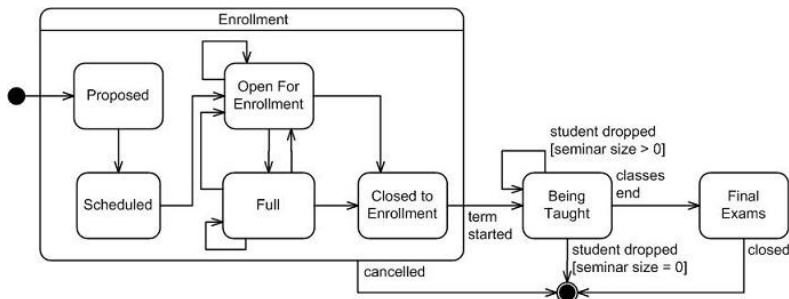 Enrollment
Proposed
Open For
Enrollment
Scheduled
Full
Closed to
Enrollment
term
started
student dropped
[seminar size > 0]
Being
Taught
classes
end
Final
Exams
student dropped
[seminar size = 0]
closed
cancelled